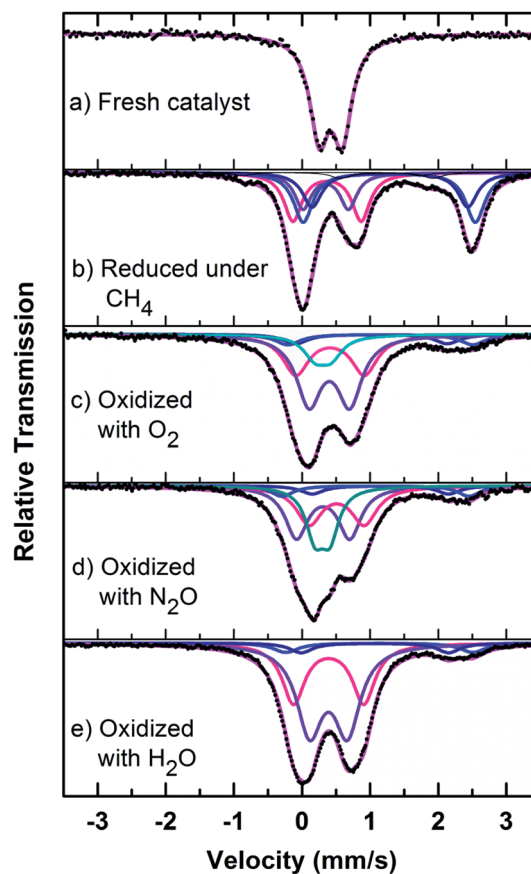 a) Fresh catalyst
b) Reduced under
CH4
c) Oxidized
with O2
d) Oxidized
with N2O
e) Oxidized
with H2O
Relative Transmission
-3 -2 -1 0 1 2 3
Velocity (mm/s)